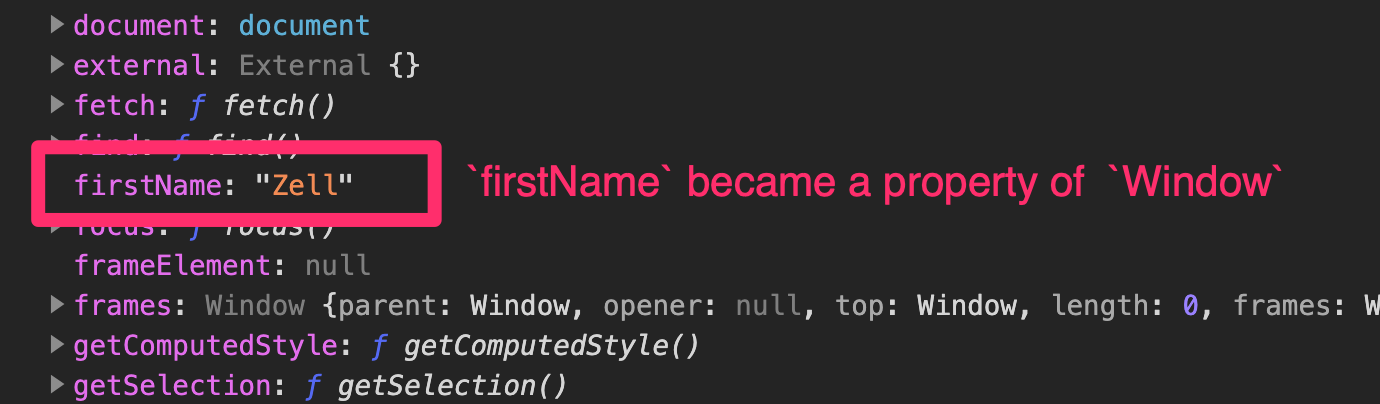 document: document
external: External {}
fetch: ƒ fetch()
find: ƒ find()
firstName: "Zell"
`firstName` became a property of `Window`
focus: ƒ focus()
frameElement: null
frames: Window {parent: Window, opener: null, top: Window, length: 0, frames: W
getComputedStyle: ƒ getComputedStyle()
getSelection: ƒ getSelection()